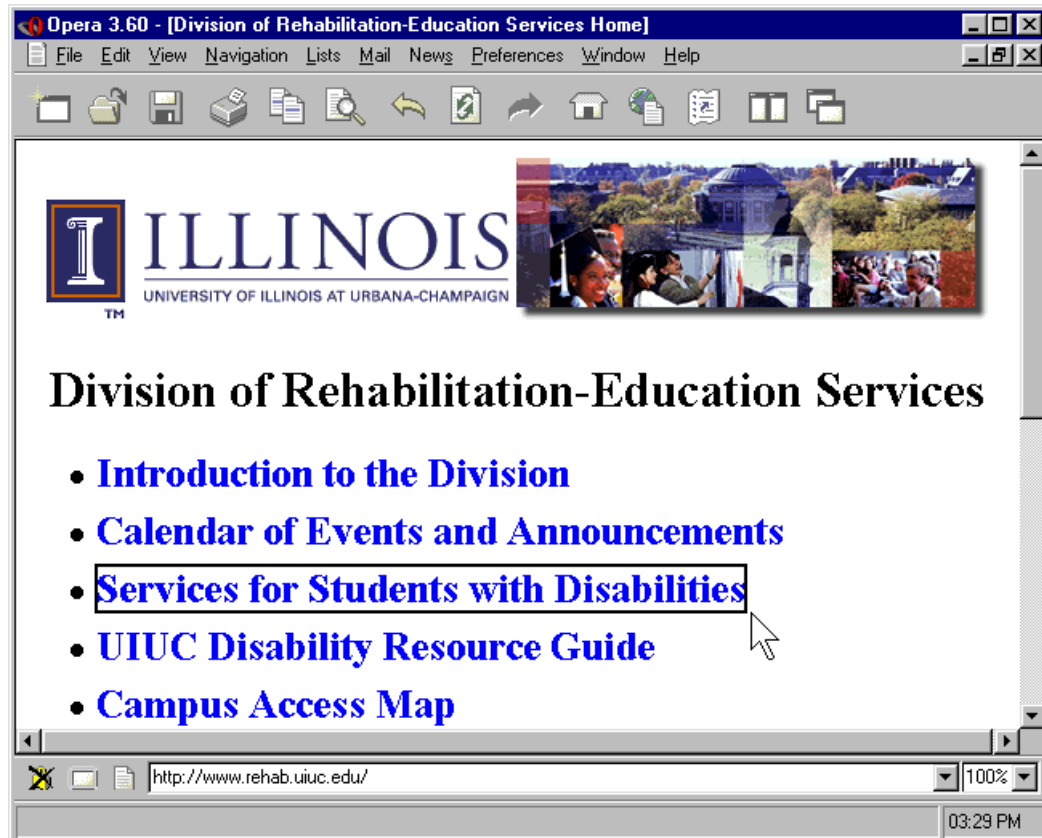 Opera 3.60 - [Division of Rehabilitation-Education Services Home]
File Edit View Navigation Lists Mail News Preferences Window Help
ILLINOIS
UNIVERSITY OF ILLINOIS AT URBANA-CHAMPAIGN
TM
Division of Rehabilitation-Education Services
• Introduction to the Division
• Calendar of Events and Announcements
• Services for Students with Disabilities
• UIUC Disability Resource Guide
• Campus Access Map
http://www.rehab.uiuc.edu/ 100%
03:29 PM